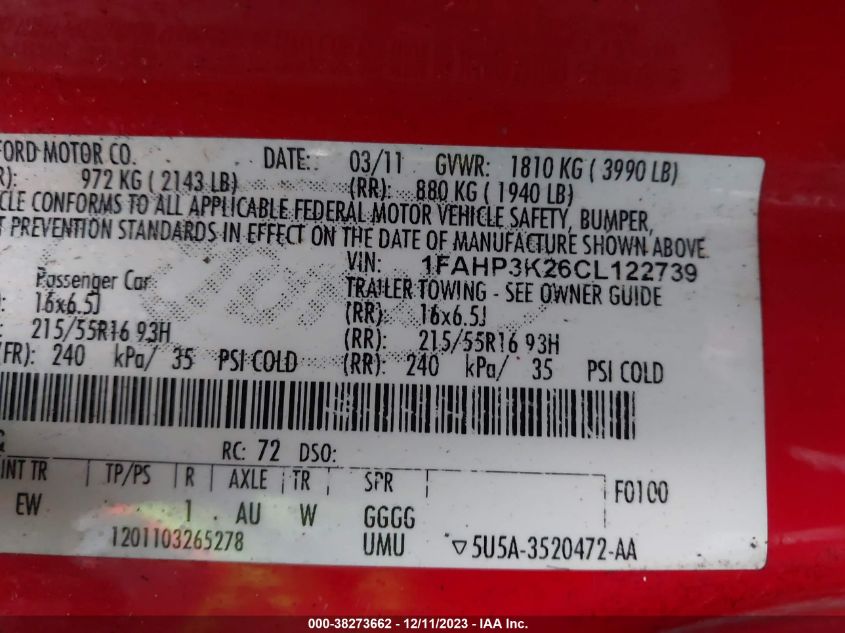 FORD MOTOR CO. DATE: 03/11 GVWR: 1810 KG ( 3990 LB)
R): 972 KG ( 2143 LB) (RR): 880 KG ( 1940 LB)
CLE CONFORMS TO ALL APPLICABLE FEDERAL MOTOR VEHICLE SAFETY, BUMPER,
T PREVENTION STANDARDS IN EFFECT ON THE DATE OF MANUFACTURE SHOWN ABOVE.
VIN: 1FAHP3K26CL122739
Passenger Car TRAILER TOWING - SEE OWNER GUIDE
: 16x6.5J (RR): 16x6.5J
: 215/55R16 93H (RR): 215/55R16 93H
(FR): 240 kPa/ 35 PSI COLD (RR): 240 kPa/ 35 PSI COLD
RC: 72 DSO:
INT TR TP/PS R AXLE TR SPR F0100
EW 1 AU W GGGG
1201103265278 UMU ▽5U5A-3520472-AA
000-38273662 - 12/11/2023 - IAA Inc.